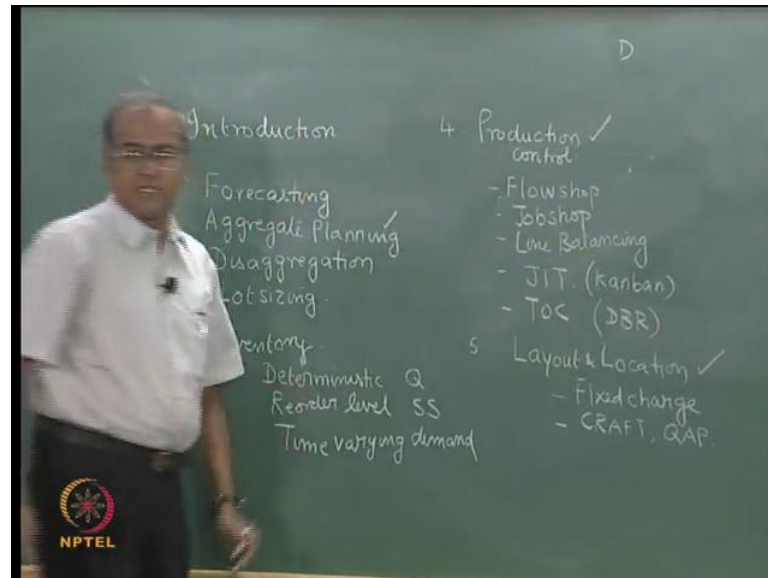 D
Introduction
Forecasting
Aggregate Planning ✓
Disaggregation
Lotsizing
entory
Deterministic Q
Reorder level SS
Time varying demand
4. Production ✓
control
- Flowshop
- Jobshop
- Line Balancing
- JIT. (Kanban)
- TOC (DBR)
5 Layout & Location ✓
- Fixed charge
- CRAFT, QAP.
NPTEL